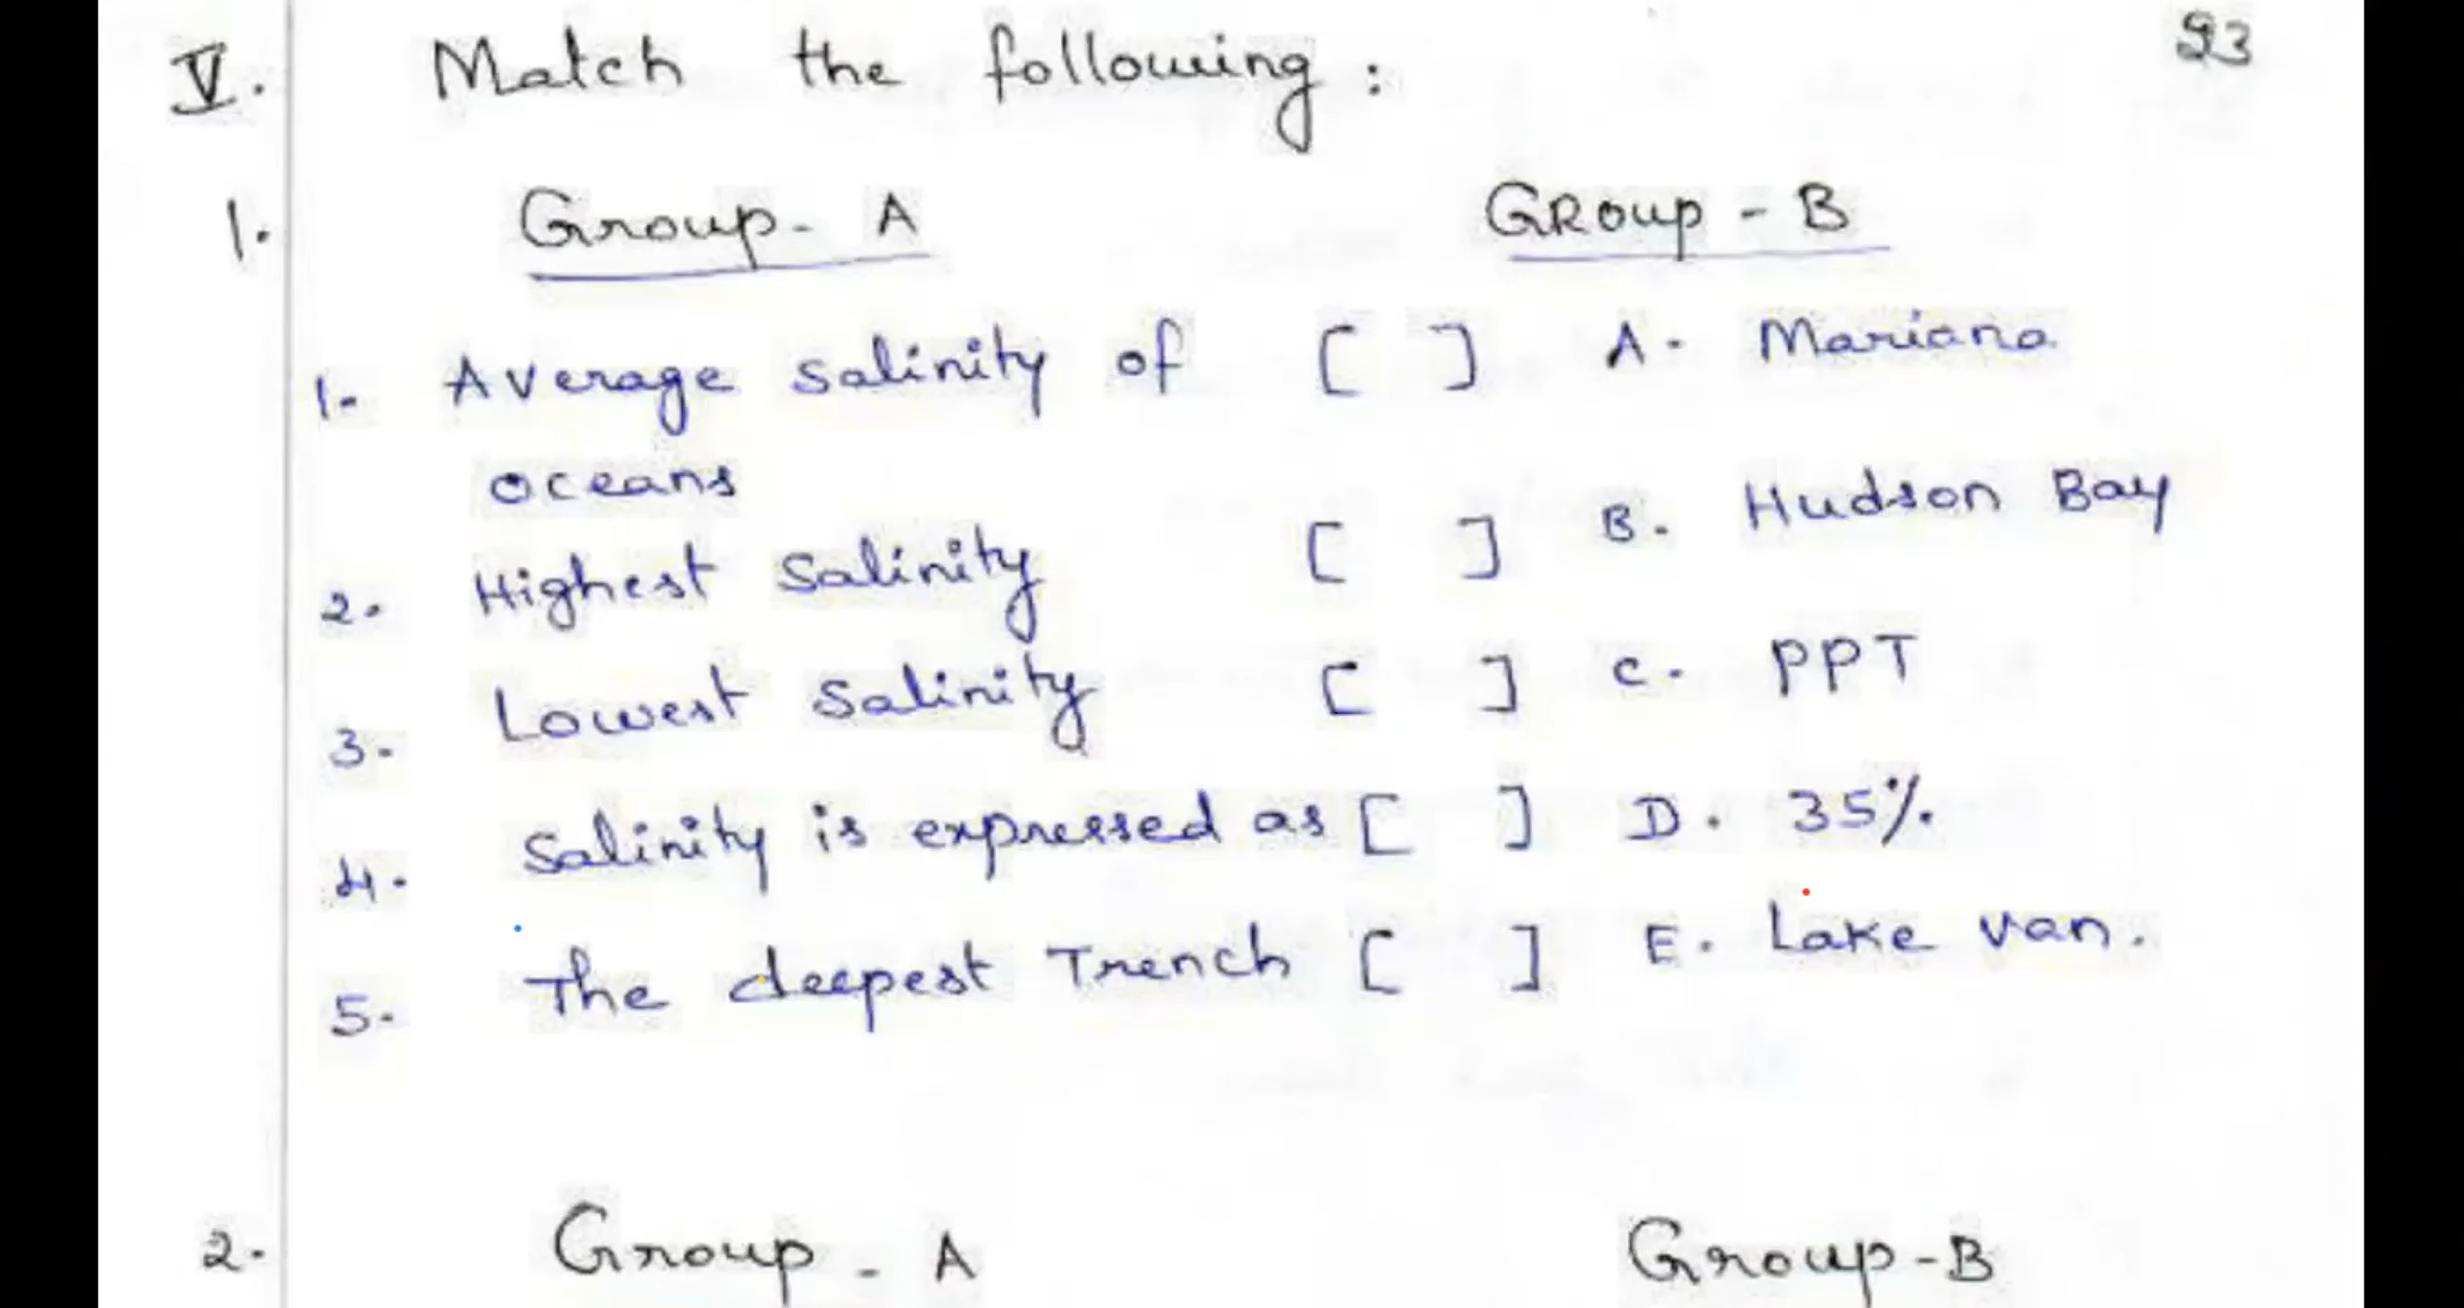 V. Match the following : 93
1. Group - A GRoup - B
1. Average salinity of [ ] A. Mariana
oceans
2. Highest salinity [ ] B. Hudson Bay
3. Lowest salinity [ ] C. PPT
4. Salinity is expressed as [ ] D. 35%.
5. The deepest Trench [ ] E. Lake van.
2. Group - A Group - B